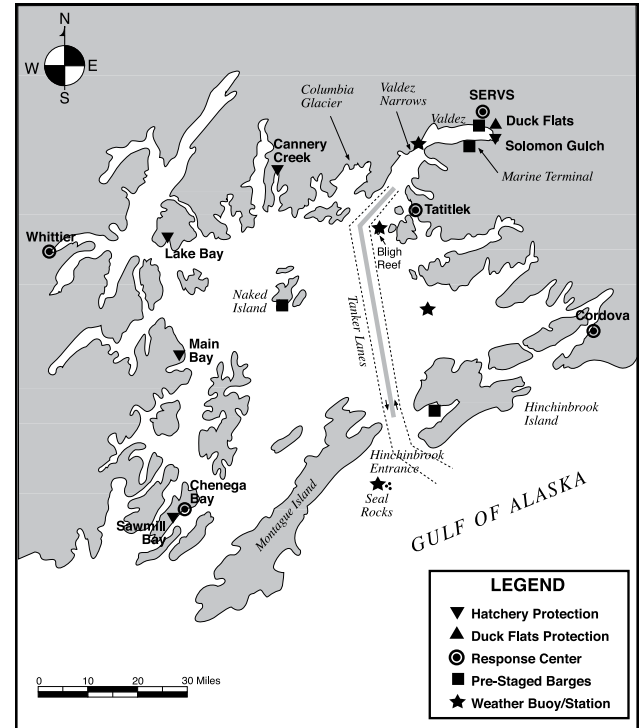 N
W E
S
Columbia
Glacier
Valdez
Narrows
SERVS
Valdez
Duck Flats
Solomon Gulch
Marine Terminal
Cannery
Creek
Tatitlek
Whittier
Lake Bay
Bligh
Reef
Naked
Island
Tanker Lanes
Cordova
Main
Bay
Hinchinbrook
Island
Hinchinbrook
Entrance
Chenega
Bay
Montague Island
Seal
Rocks
Sawmill
Bay
GULF OF ALASKA
LEGEND
Hatchery Protection
Duck Flats Protection
Response Center
Pre-Staged Barges
Weather Buoy/Station
0 10 20 30 Miles